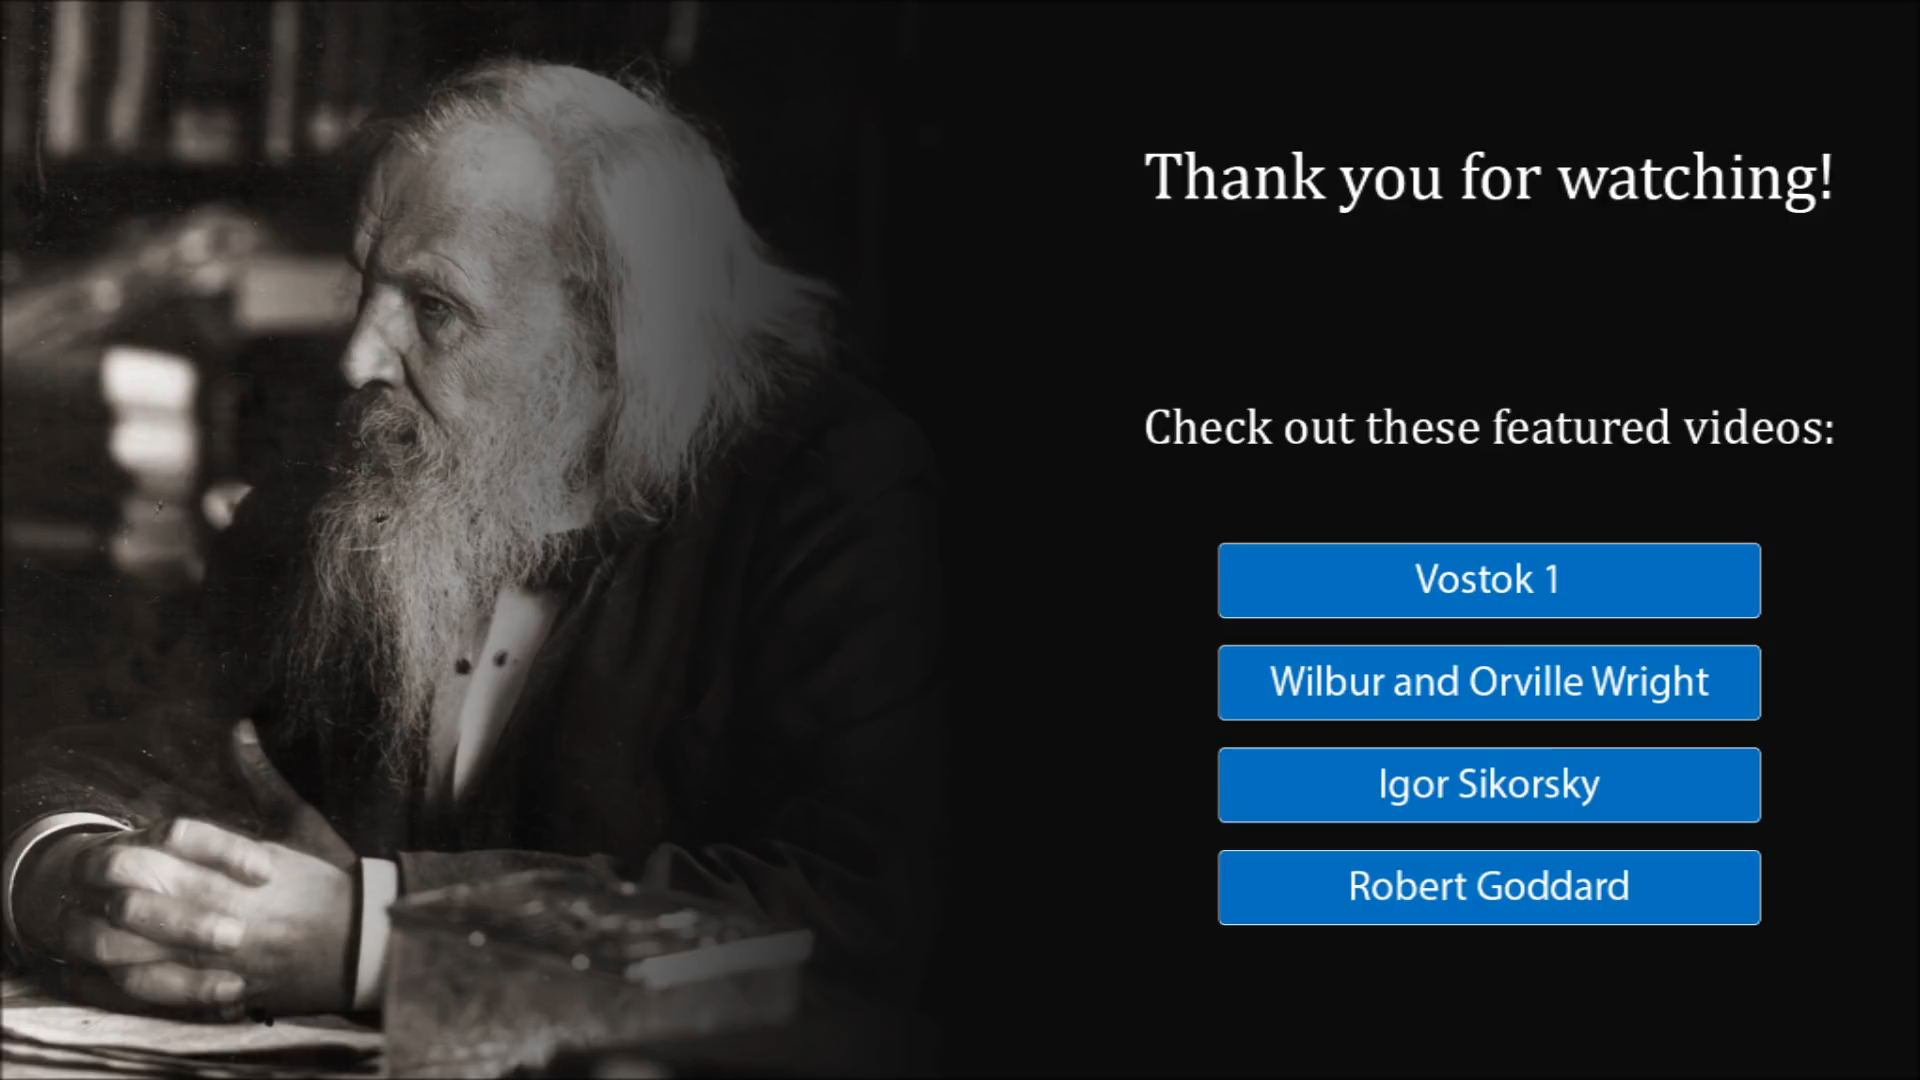 Thank you for watching!
Check out these featured videos:
Vostok 1
Wilbur and Orville Wright
Igor Sikorsky
Robert Goddard